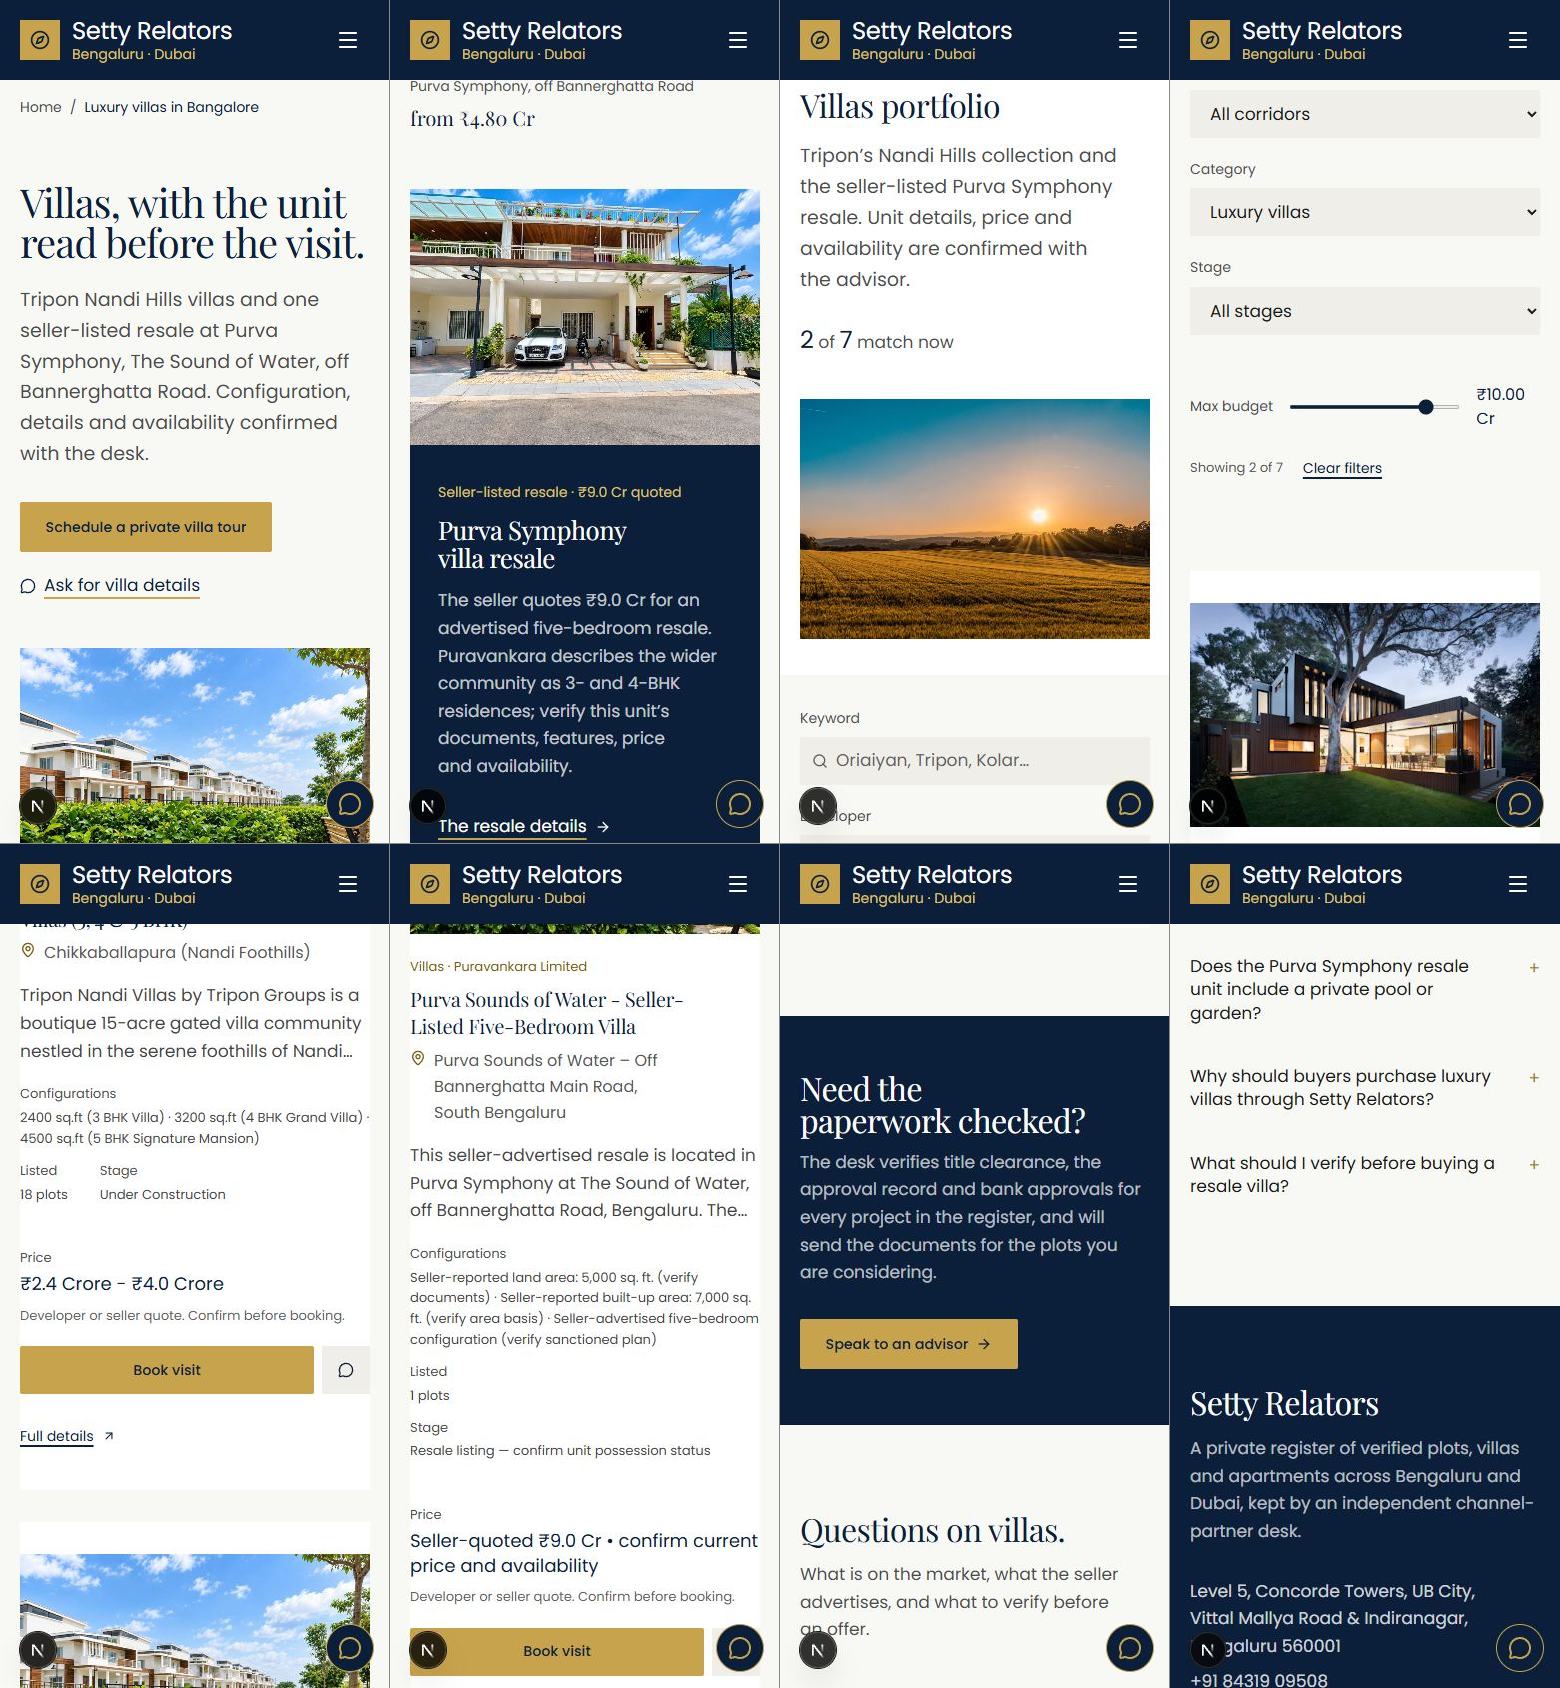 Setty Relators
Bengaluru · Dubai
Home / Luxury villas in Bangalore
Villas, with the unit
read before the visit.
Tripon Nandi Hills villas and one
seller-listed resale at Purva
Symphony, The Sound of Water, off
Bannerghatta Road. Configuration,
details and availability confirmed
with the desk.
Schedule a private villa tour
Ask for villa details
N
Setty Relators
Bengaluru · Dubai
Purva Symphony, off Bannerghatta Road
from ₹4.80 Cr
Seller-listed resale · ₹9.0 Cr quoted
Purva Symphony
villa resale
The seller quotes ₹9.0 Cr for an
advertised five-bedroom resale.
Puravankara describes the wider
community as 3- and 4-BHK
residences; verify this unit's
documents, features, price
and availability.
The resale details →
N
Setty Relators
Bengaluru · Dubai
Villas portfolio
Tripon's Nandi Hills collection and
the seller-listed Purva Symphony
resale. Unit details, price and
availability are confirmed with
the advisor.
2 of 7 match now
Keyword
Oriaiyan, Tripon, Kolar...
N
Setty Relators
Bengaluru · Dubai
All corridors
Category
Luxury villas
Stage
All stages
Max budget
₹10.00
Cr
Showing 2 of 7 Clear filters
N
Setty Relators
Bengaluru · Dubai
Chikkaballapura (Nandi Foothills)
Tripon Nandi Villas by Tripon Groups is a
boutique 15-acre gated villa community
nestled in the serene foothills of Nandi...
Configurations
2400 sq.ft (3 BHK Villa) · 3200 sq.ft (4 BHK Grand Villa) ·
4500 sq.ft (5 BHK Signature Mansion)
Listed Stage
18 plots Under Construction
Price
₹2.4 Crore - ₹4.0 Crore
Developer or seller quote. Confirm before booking.
Book visit
Full details ↗
N
Setty Relators
Bengaluru · Dubai
Villas · Puravankara Limited
Purva Sounds of Water - Seller-
Listed Five-Bedroom Villa
Purva Sounds of Water – Off
Bannerghatta Main Road,
South Bengaluru
This seller-advertised resale is located in
Purva Symphony at The Sound of Water,
off Bannerghatta Road, Bengaluru. The...
Configurations
Seller-reported land area: 5,000 sq. ft. (verify
documents) · Seller-reported built-up area: 7,000 sq.
ft. (verify area basis) · Seller-advertised five-bedroom
configuration (verify sanctioned plan)
Listed
1 plots
Stage
Resale listing — confirm unit possession status
Price
Seller-quoted ₹9.0 Cr • confirm current
price and availability
Developer or seller quote. Confirm before booking.
Book visit
N
Setty Relators
Bengaluru · Dubai
Need the
paperwork checked?
The desk verifies title clearance, the
approval record and bank approvals for
every project in the register, and will
send the documents for the plots you
are considering.
Speak to an advisor →
Questions on villas.
What is on the market, what the seller
advertises, and what to verify before
an offer.
N
Setty Relators
Bengaluru · Dubai
Does the Purva Symphony resale
unit include a private pool or
garden?
+
Why should buyers purchase luxury
villas through Setty Relators?
+
What should I verify before buying a
resale villa?
+
Setty Relators
A private register of verified plots, villas
and apartments across Bengaluru and
Dubai, kept by an independent channel-
partner desk.
Level 5, Concorde Towers, UB City,
Vittal Mallya Road & Indiranagar,
560001
N
+91 84319 09508